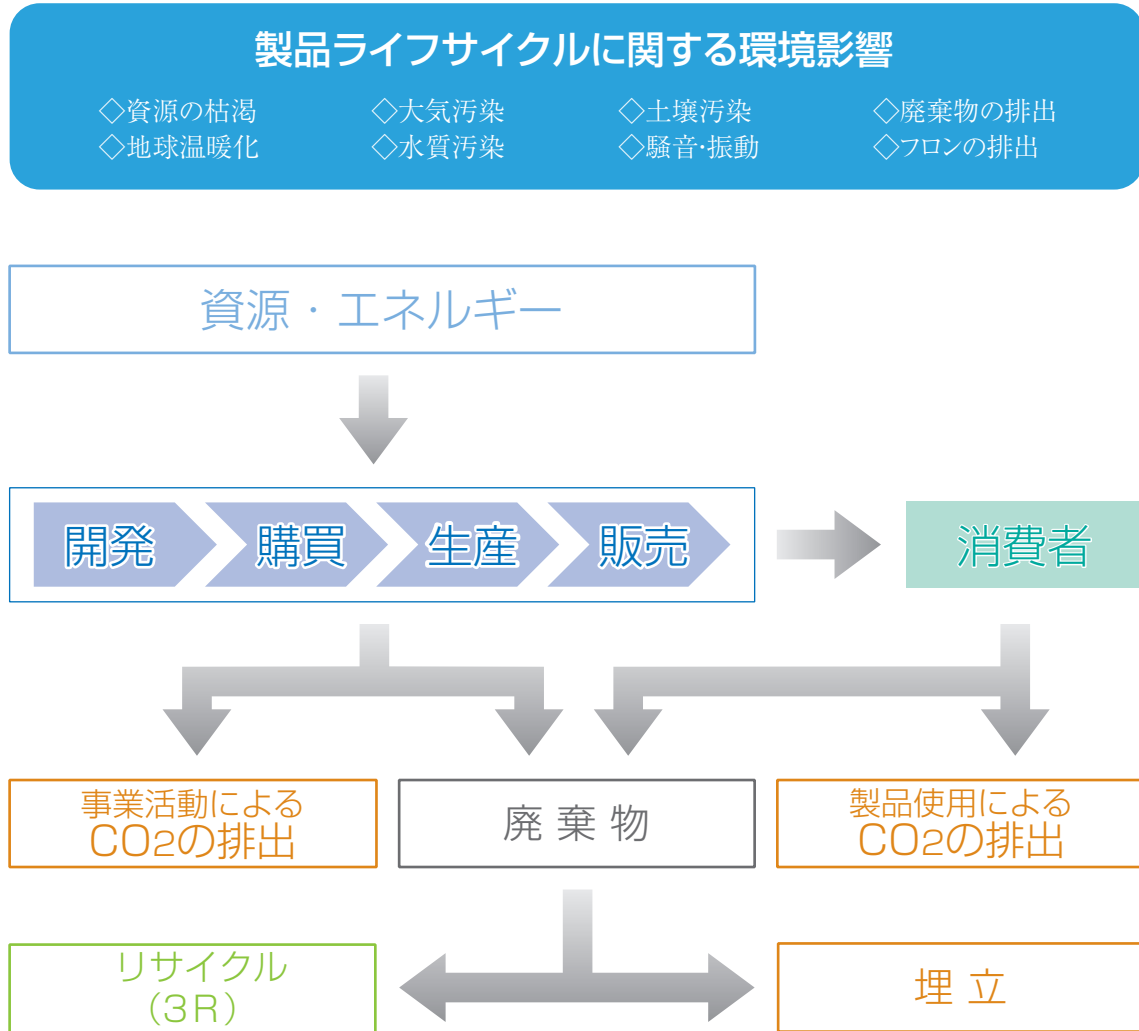 製品ライフサイクルに関する環境影響
◇資源の枯渇 ◇大気汚染 ◇土壌汚染 ◇廃棄物の排出
◇地球温暖化 ◇水質汚染 ◇騒音・振動 ◇フロンの排出
資源・エネルギー
開発 購買 生産 販売 消費者
事業活動による
CO2の排出
廃棄物
製品使用による
CO2の排出
リサイクル
(3R)
埋立